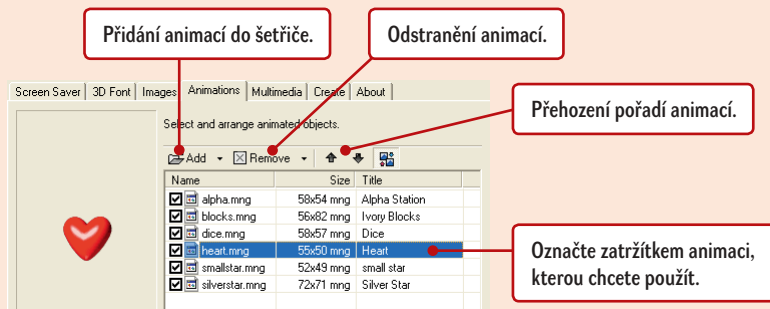 Přidání animací do šetřiče.
Odstranění animací.
Screen Saver 3D Font Images Animations Multimedia Create About
Přehození pořadí animací.
Select and arrange animated objects.
Add Remove
Name Size Title
alpha.mng 58x54 mng Alpha Station
blocks.mng 56x82 mng Ivory Blocks
dice.mng 58x57 mng Dice
heart.mng 55x50 mng Heart
smallstar.mng 52x49 mng small star
silverstar.mng 72x71 mng Silver Star
Označte zatržítkem animaci,
kterou chcete použít.